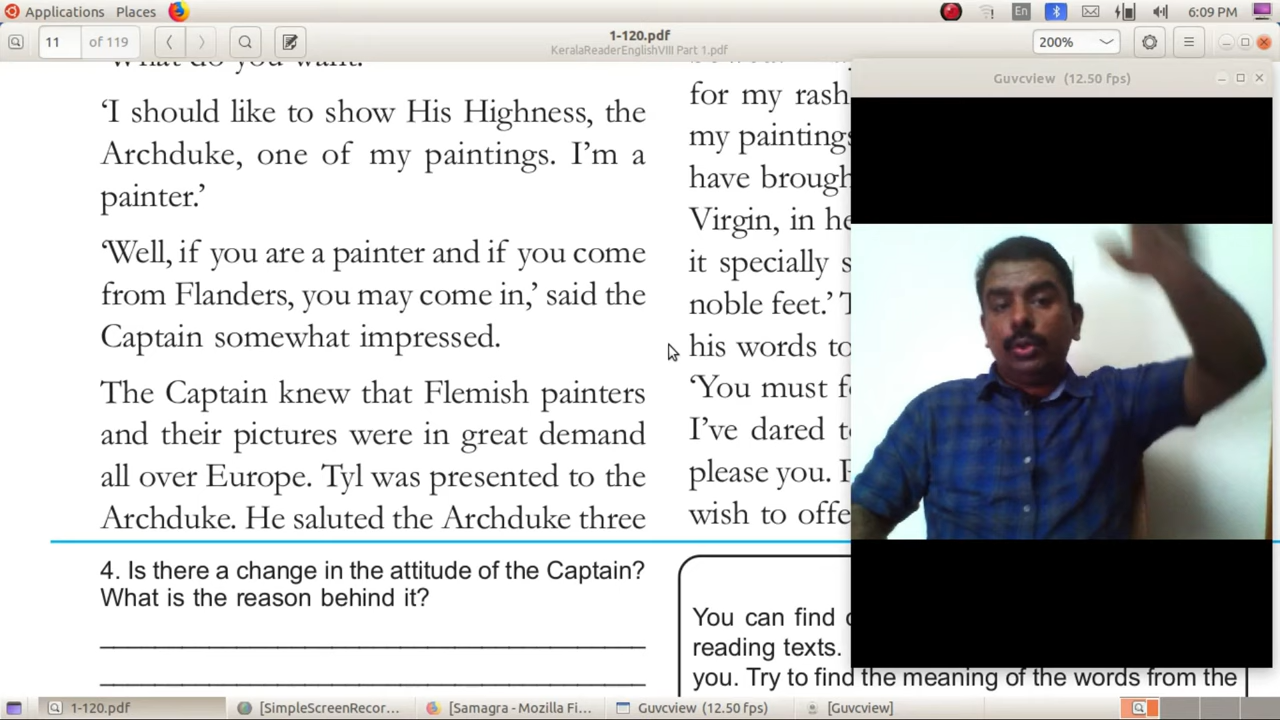 Applications Places En 6:09 PM
11 of 119
1-120.pdf
KeralaReaderEnglishVIII Part 1.pdf
200%
'What do you want.
'I should like to show His Highness, the
Archduke, one of my paintings. I'm a
painter.'
'Well, if you are a painter and if you come
from Flanders, you may come in,' said the
Captain somewhat impressed.
The Captain knew that Flemish painters
and their pictures were in great demand
all over Europe. Tyl was presented to the
Archduke. He saluted the Archduke three
4. Is there a change in the attitude of the Captain?
What is the reason behind it?
for my rash
my paintings
have brough
Virgin, in he
it specially s
noble feet.' T
his words to
'You must f
I've dared t
please you.
wish to offe
You can find
reading texts.
you. Try to find the meaning of the words from the
Guvcview (12.50 fps)
1-120.pdf [SimpleScreenRecor... [Samagra - Mozilla Fi... Guvcview (12.50 fps) [Guvcview]